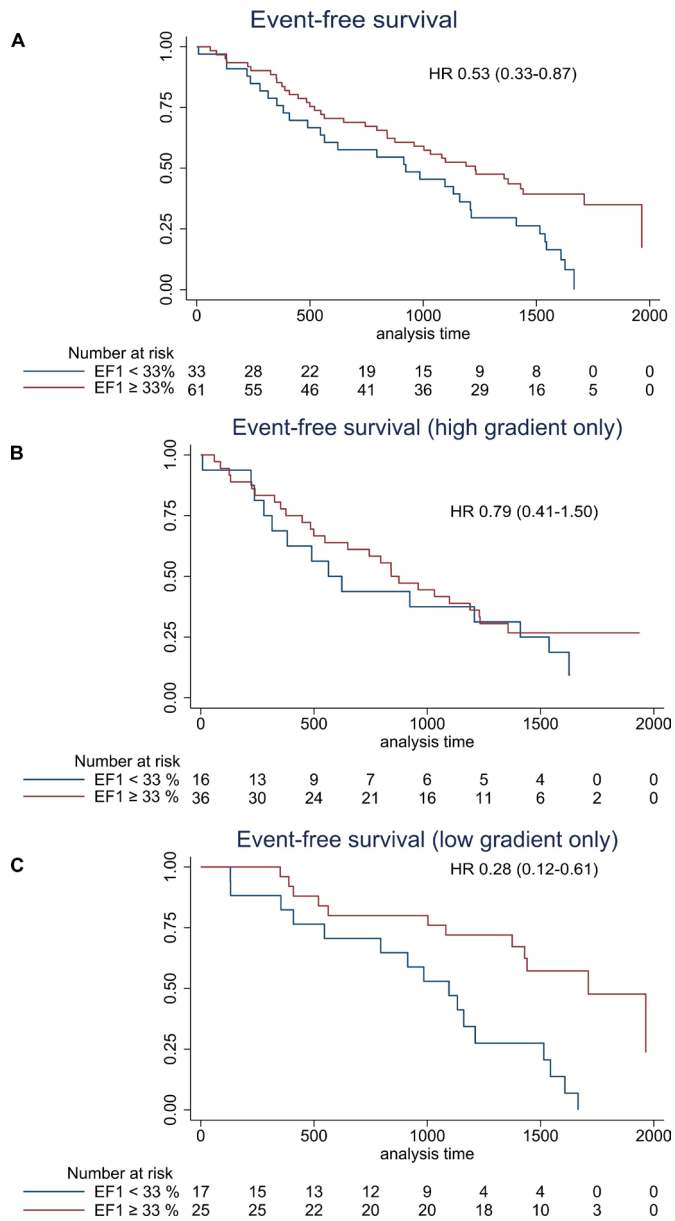 Event-free survival
A
HR 0.53 (0.33-0.87)
1.00
0.75
0.50
0.25
0.00
0 500 1000 1500 2000
analysis time
Number at risk
EF1 < 33% 33 28 22 19 15 9 8 0 0
EF1 ≥ 33% 61 55 46 41 36 29 16 5 0
Event-free survival (high gradient only)
B
HR 0.79 (0.41-1.50)
1.00
0.75
0.50
0.25
0.00
0 500 1000 1500 2000
analysis time
Number at risk
EF1 < 33 % 16 13 9 7 6 5 4 0 0
EF1 ≥ 33 % 36 30 24 21 16 11 6 2 0
Event-free survival (low gradient only)
C
HR 0.28 (0.12-0.61)
1.00
0.75
0.50
0.25
0.00
0 500 1000 1500 2000
analysis time
Number at risk
EF1 < 33 % 17 15 13 12 9 4 4 0 0
EF1 ≥ 33 % 25 25 22 20 20 18 10 3 0